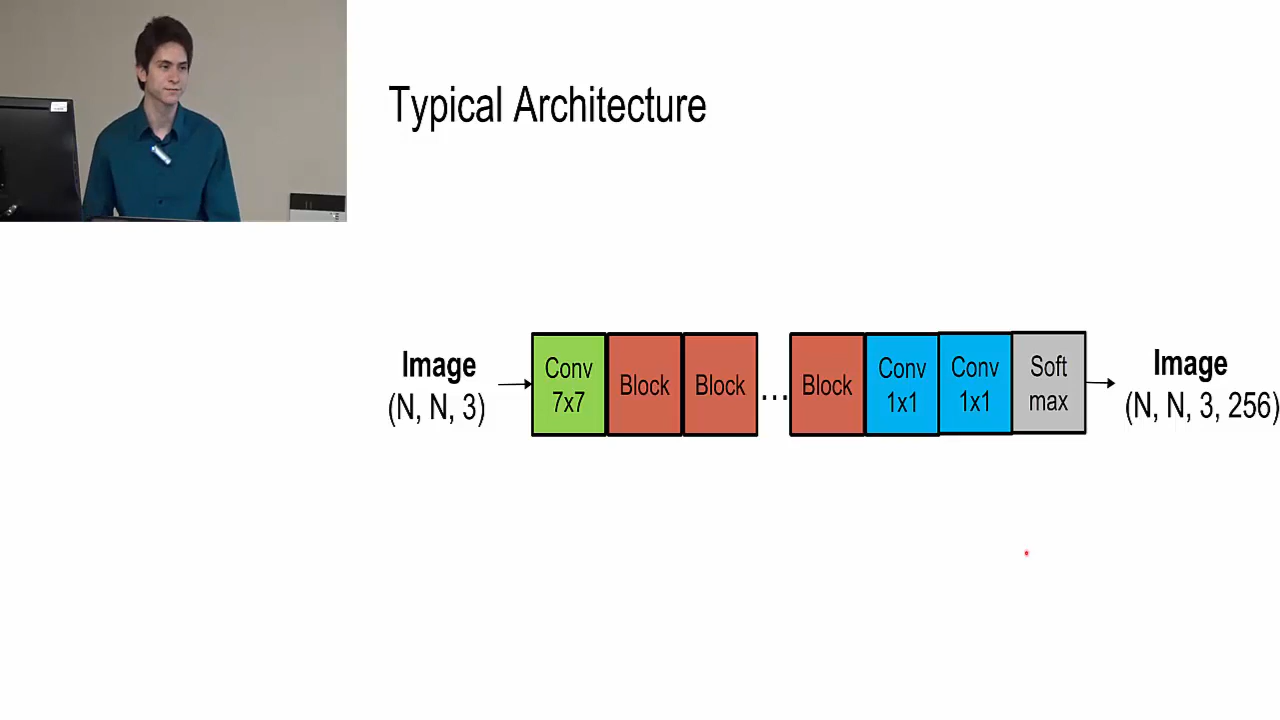 Typical Architecture
Image
(N, N, 3)
Conv
7x7
Block
Block
...
Block
Conv
1x1
Conv
1x1
Soft
max
Image
(N, N, 3, 256)